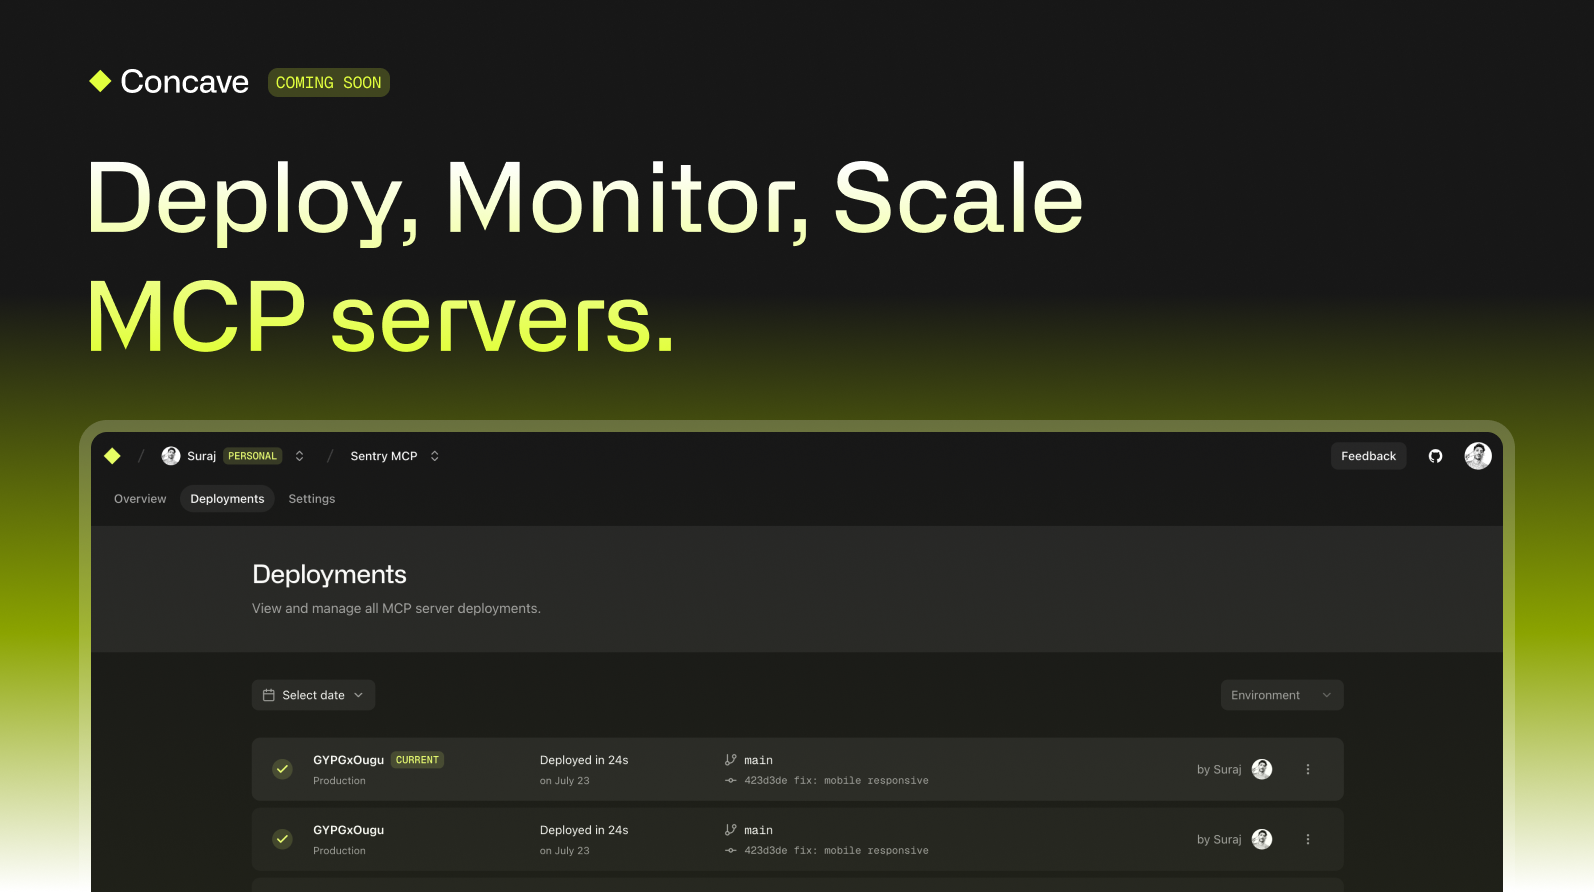 Concave COMING SOON
Deploy, Monitor, Scale
MCP servers.
/ Suraj PERSONAL / Sentry MCP Feedback
Overview Deployments Settings
Deployments
View and manage all MCP server deployments.
Select date Environment
GYPGxOugu CURRENT Deployed in 24s main
Production on July 23 423d3de fix: mobile responsive by Suraj
GYPGxOugu Deployed in 24s main
Production on July 23 423d3de fix: mobile responsive by Suraj